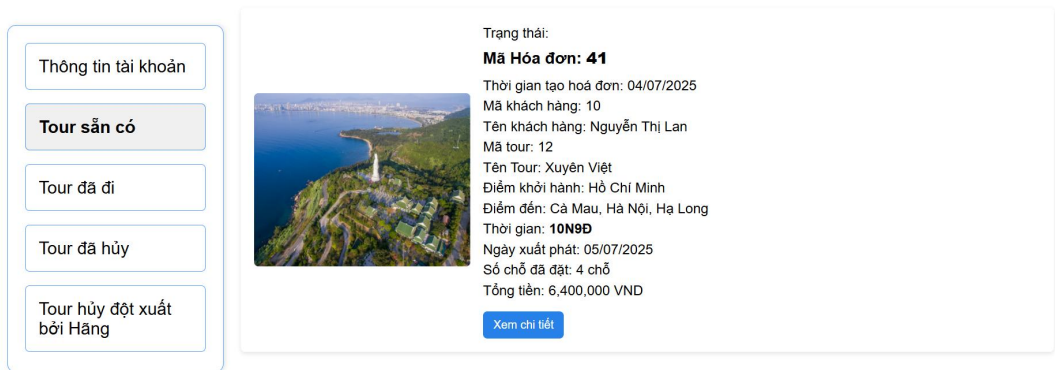 Thông tin tài khoản
Tour sẵn có
Tour đã đi
Tour đã hủy
Tour hủy đột xuất
bởi Hãng
Trạng thái:
Mã Hóa đơn: 41
Thời gian tạo hoá đơn: 04/07/2025
Mã khách hàng: 10
Tên khách hàng: Nguyễn Thị Lan
Mã tour: 12
Tên Tour: Xuyên Việt
Điểm khởi hành: Hồ Chí Minh
Điểm đến: Cà Mau, Hà Nội, Hạ Long
Thời gian: 10N9Đ
Ngày xuất phát: 05/07/2025
Số chỗ đã đặt: 4 chỗ
Tổng tiền: 6,400,000 VND
Xem chi tiết